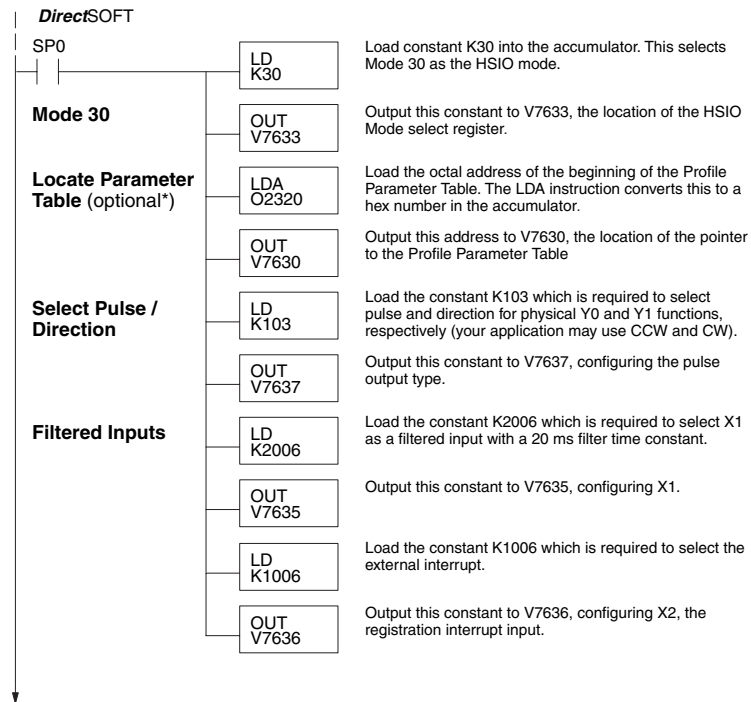 DirectSOFT
SP0
LD
K30
Load constant K30 into the accumulator. This selects
Mode 30 as the HSIO mode.
Mode 30
OUT
V7633
Output this constant to V7633, the location of the HSIO
Mode select register.
Locate Parameter
Table (optional*)
LDA
O2320
Load the octal address of the beginning of the Profile
Parameter Table. The LDA instruction converts this to a
hex number in the accumulator.
OUT
V7630
Output this address to V7630, the location of the pointer
to the Profile Parameter Table
Select Pulse /
Direction
LD
K103
Load the constant K103 which is required to select
pulse and direction for physical Y0 and Y1 functions,
respectively (your application may use CCW and CW).
OUT
V7637
Output this constant to V7637, configuring the pulse
output type.
Filtered Inputs
LD
K2006
Load the constant K2006 which is required to select X1
as a filtered input with a 20 ms filter time constant.
OUT
V7635
Output this constant to V7635, configuring X1.
LD
K1006
Load the constant K1006 which is required to select the
external interrupt.
OUT
V7636
Output this constant to V7636, configuring X2, the
registration interrupt input.